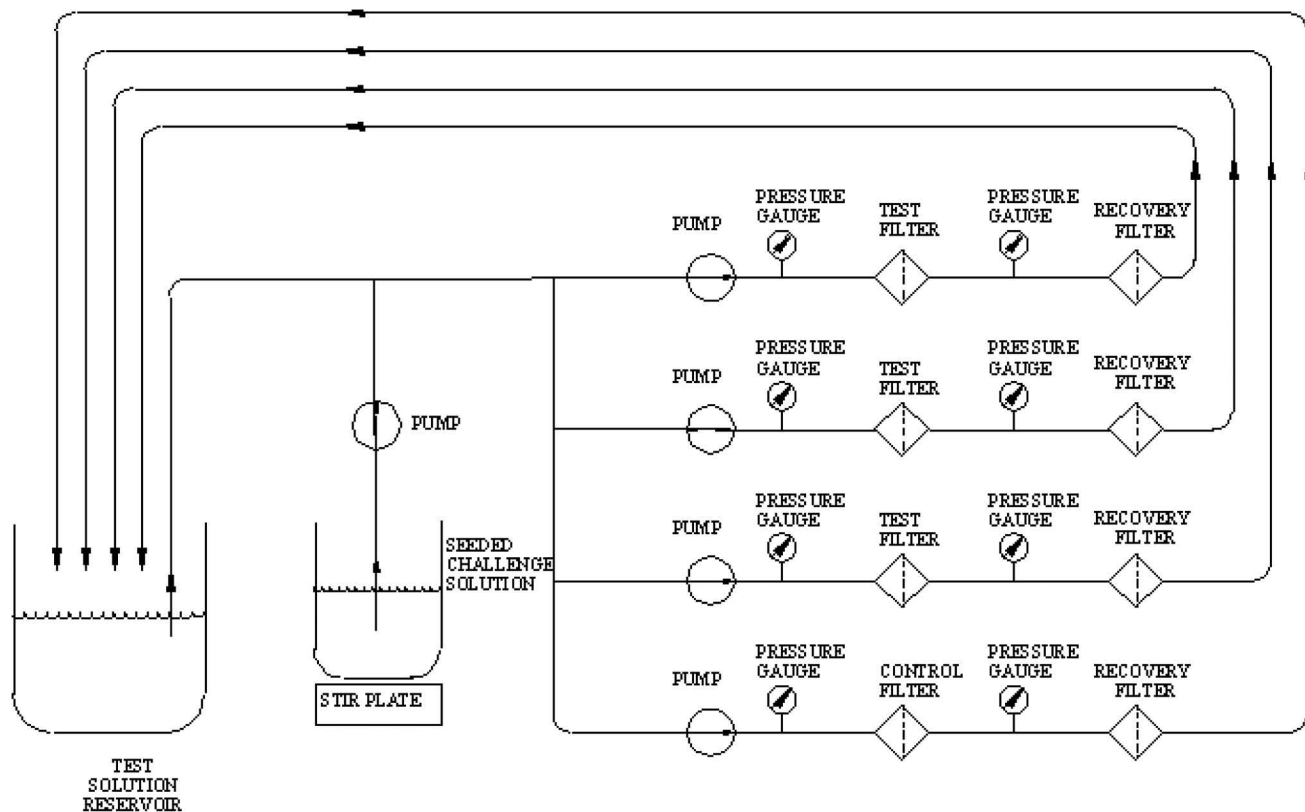 PRESSURE
GAUGE
PUMP
TEST
FILTER
PRESSURE
GAUGE
RECOVERY
FILTER
PRESSURE
GAUGE
PUMP
TEST
FILTER
PRESSURE
GAUGE
RECOVERY
FILTER
PUMP
SEEDED
CHALLENGE
SOLUTION
PRESSURE
GAUGE
PUMP
TEST
FILTER
PRESSURE
GAUGE
RECOVERY
FILTER
PRESSURE
GAUGE
PUMP
CONTROL
FILTER
PRESSURE
GAUGE
RECOVERY
FILTER
STIR PLATE
TEST
SOLUTION
RESERVOIR